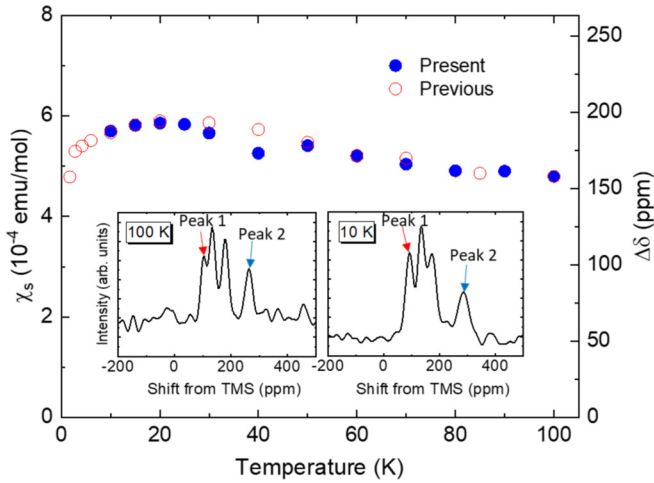 8
6
4
2
0
χs (10-4 emu/mol)
250
200
150
100
50
0
Δδ (ppm)
Present
Previous
100 K
Peak 1
Peak 2
Intensity (arb. units)
-200 0 200 400
Shift from TMS (ppm)
10 K
Peak 1
Peak 2
-200 0 200 400
Shift from TMS (ppm)
0 20 40 60 80 100
Temperature (K)